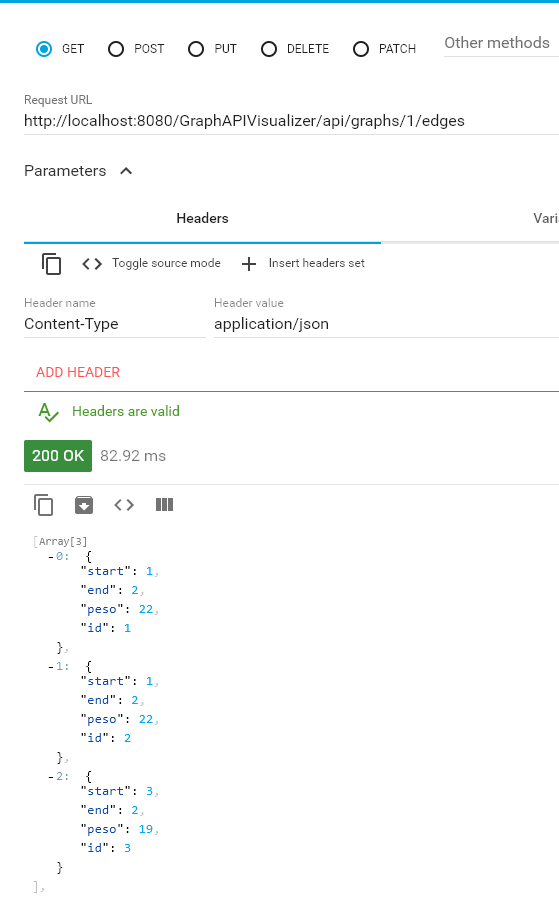 GET POST PUT DELETE PATCH Other methods
Request URL
http://localhost:8080/GraphAPIVisualizer/api/graphs/1/edges
Parameters
Headers Vari
Toggle source mode Insert headers set
Header name Header value
Content-Type application/json
ADD HEADER
Headers are valid
200 OK 82.92 ms
[Array[3]
-0: {
"start": 1,
"end": 2,
"peso": 22,
"id": 1
},
-1: {
"start": 1,
"end": 2,
"peso": 22,
"id": 2
},
-2: {
"start": 3,
"end": 2,
"peso": 19,
"id": 3
}
],